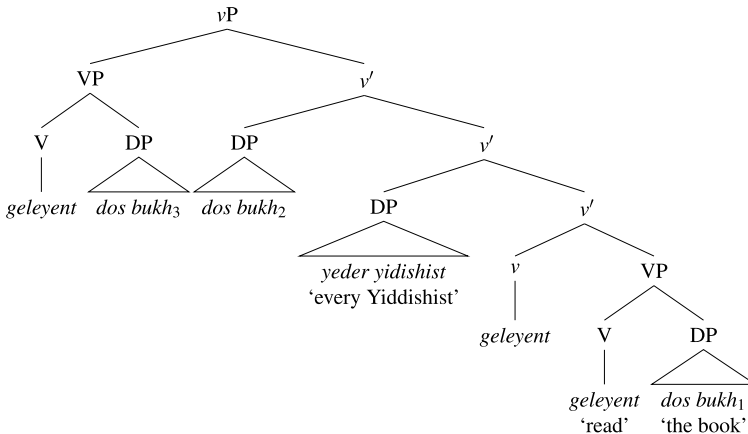 vP
VP v′
V DP DP v′
geleyent dos bukh₃ dos bukh₂ DP v′
yeder yidishist v VP
‘every Yiddishist’
geleyent V DP
geleyent dos bukh₁
‘read’ ‘the book’